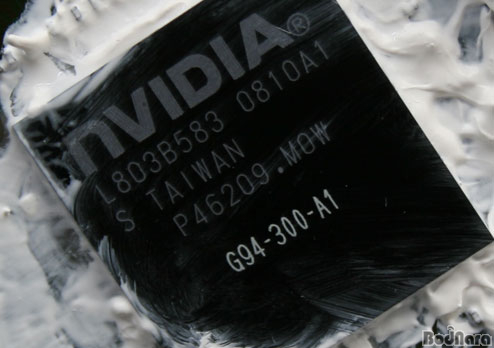 nVIDIA®
L803B583 0810A1
S TAIWAN
P46209.M0W
G94-300-A1
BodNara